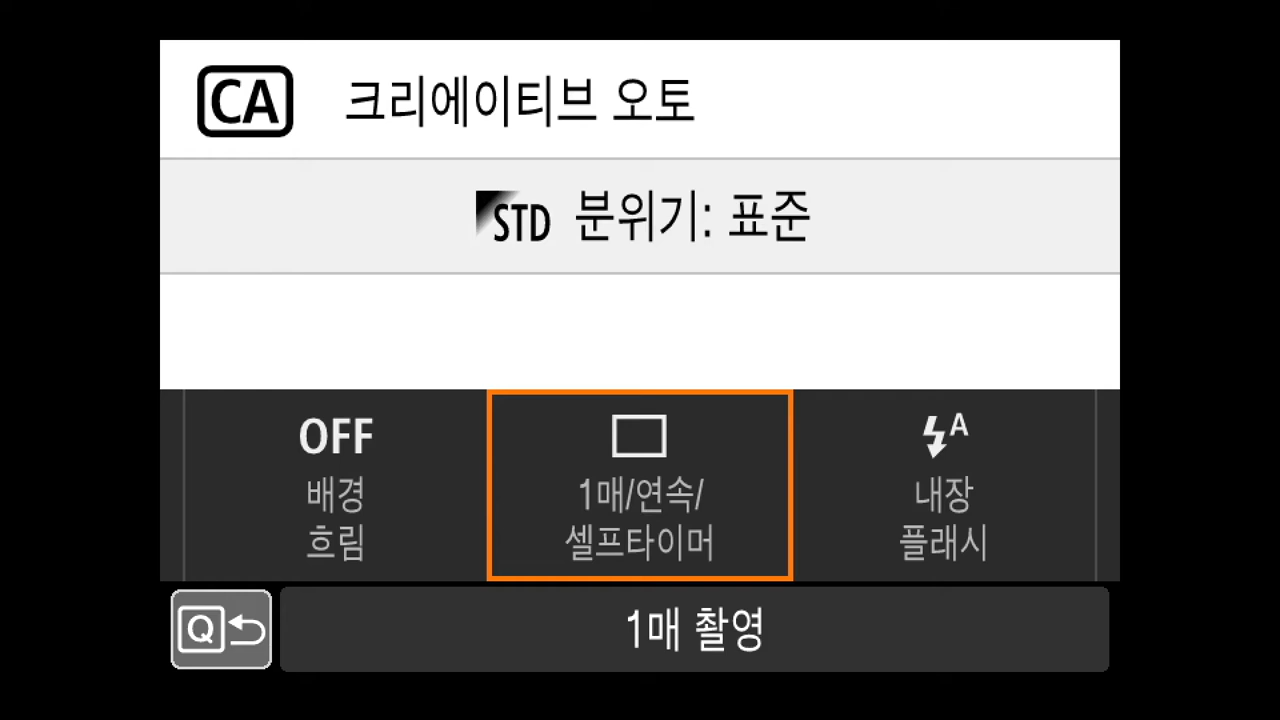 CA 크리에이티브 오토
STD 분위기: 표준
OFF
배경
흐림
1매/연속/
셀프타이머
A
내장
플래시
Q 1매 촬영